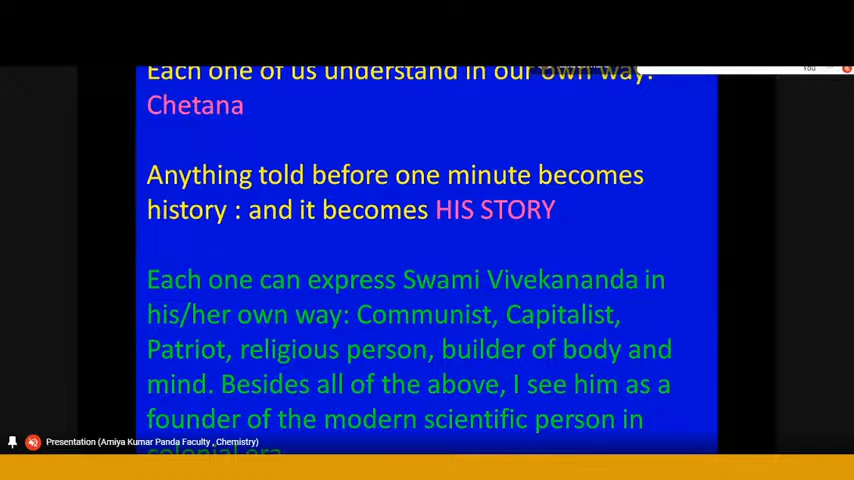 Each one of us understand in our own way:
Chetana
Anything told before one minute becomes
history : and it becomes HIS STORY
Each one can express Swami Vivekananda in
his/her own way: Communist, Capitalist,
Patriot, religious person, builder of body and
mind. Besides all of the above, I see him as a
founder of the modern scientific person in
colonial era
Presentation (Amiya Kumar Panda Faculty , Chemistry)
You